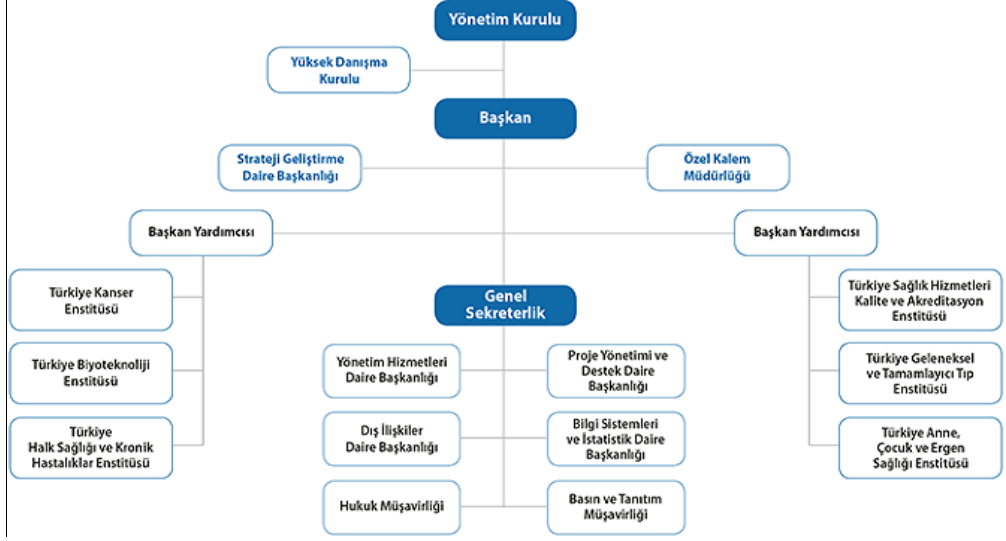 Yönetim Kurulu
Yüksek Danışma
Kurulu
Başkan
Strateji Geliştirme
Daire Başkanlığı
Özel Kalem
Müdürlüğü
Başkan Yardımcısı
Başkan Yardımcısı
Türkiye Kanser
Enstitüsü
Türkiye Biyoteknoliji
Enstitüsü
Türkiye
Halk Sağlığı ve Kronik
Hastalıklar Enstitüsü
Genel
Sekreterlik
Yönetim Hizmetleri
Daire Başkanlığı
Proje Yönetimi ve
Destek Daire
Başkanlığı
Dış İlişkiler
Daire Başkanlığı
Bilgi Sistemleri
ve İstatistik Daire
Başkanlığı
Hukuk Müşavirliği
Basın ve Tanıtım
Müşavirliği
Türkiye Sağlık Hizmetleri
Kalite ve Akreditasyon
Enstitüsü
Türkiye Geleneksel
ve Tamamlayıcı Tıp
Enstitüsü
Türkiye Anne,
Çocuk ve Ergen
Sağlığı Enstitüsü